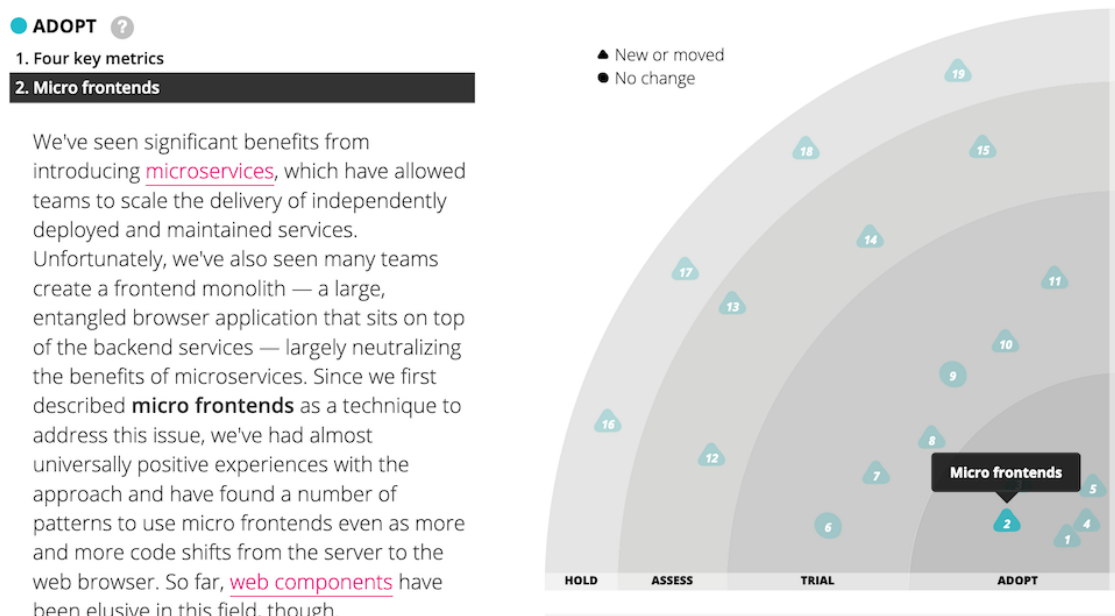 ADOPT ?
1. Four key metrics
2. Micro frontends
We've seen significant benefits from
introducing microservices, which have allowed
teams to scale the delivery of independently
deployed and maintained services.
Unfortunately, we've also seen many teams
create a frontend monolith — a large,
entangled browser application that sits on top
of the backend services — largely neutralizing
the benefits of microservices. Since we first
described micro frontends as a technique to
address this issue, we've had almost
universally positive experiences with the
approach and have found a number of
patterns to use micro frontends even as more
and more code shifts from the server to the
web browser. So far, web components have
been elusive in this field, though.
New or moved
No change
19
18
15
14
17
11
13
10
9
16
8
12
Micro frontends
7
5
6
2
4
1
HOLD ASSESS TRIAL ADOPT